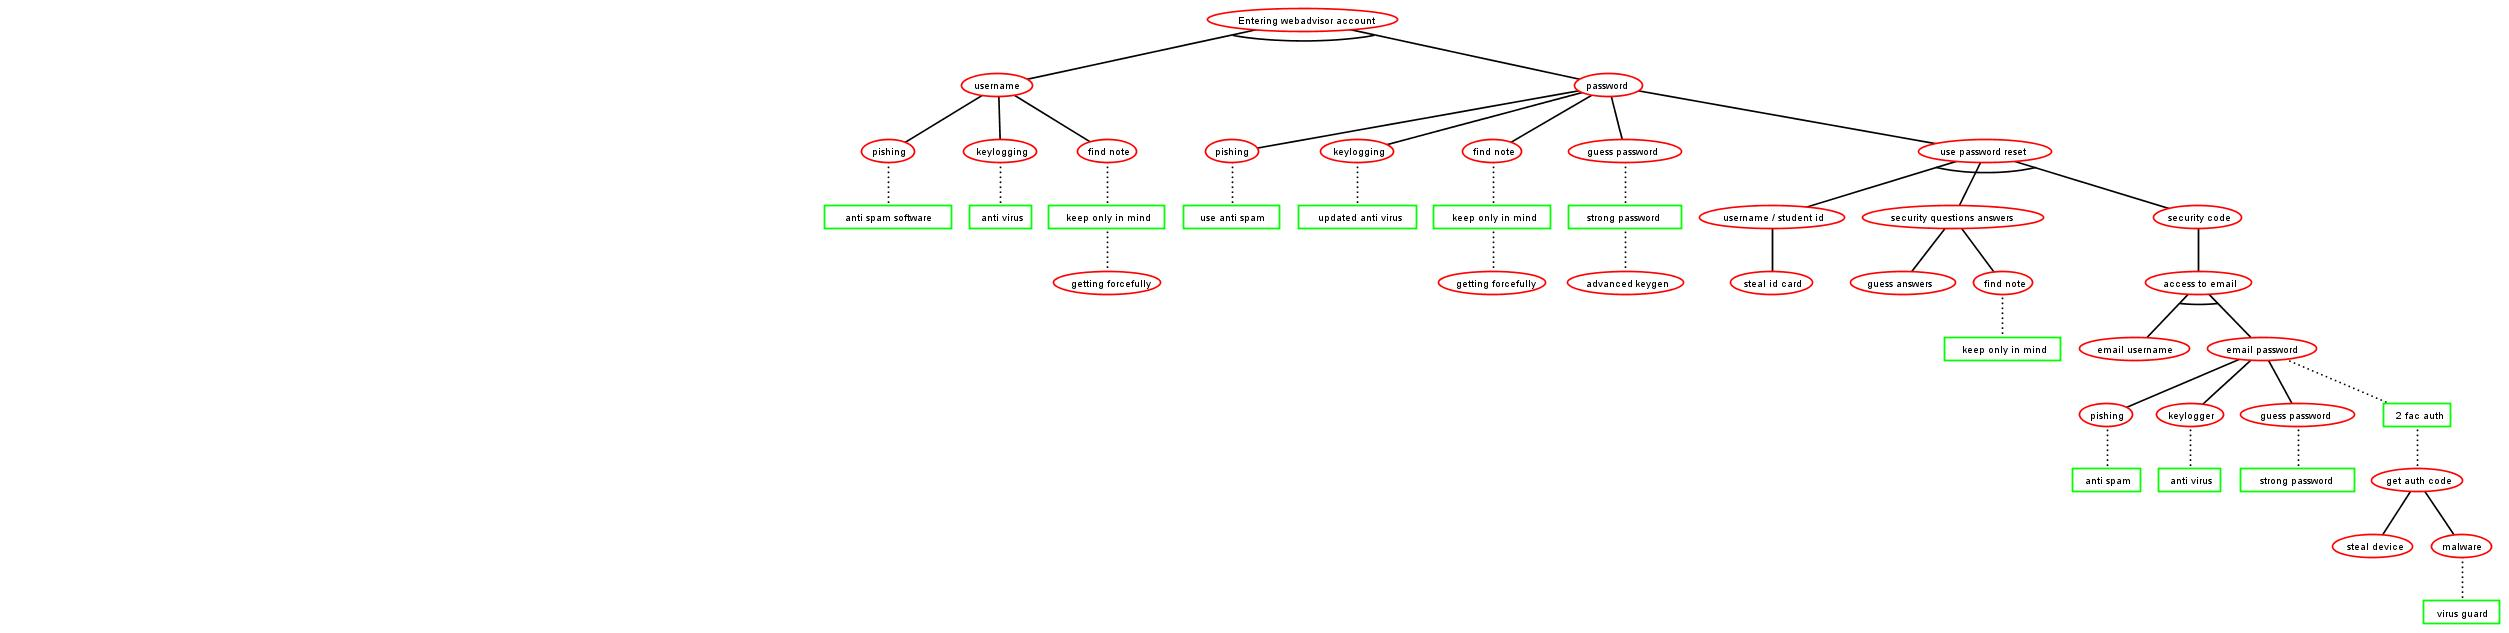 Entering webadvisor account
username
password
pishing
keylogging
find note
pishing
keylogging
find note
guess password
use password reset
anti spam software
anti virus
keep only in mind
use anti spam
updated anti virus
keep only in mind
strong password
username / student id
security questions answers
security code
getting forcefully
getting forcefully
advanced keygen
steal id card
guess answers
find note
access to email
keep only in mind
email username
email password
pishing
keylogger
guess password
2 fac auth
anti spam
anti virus
strong password
get auth code
steal device
malware
virus guard